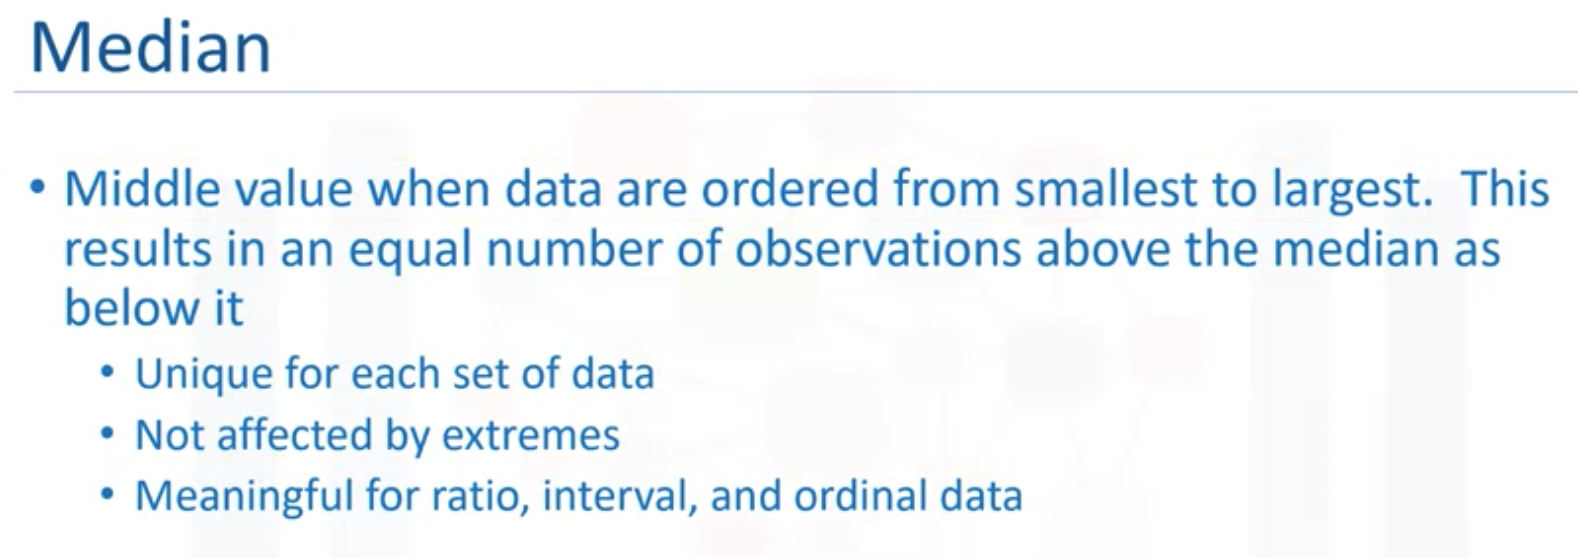 Median
• Middle value when data are ordered from smallest to largest.  This
results in an equal number of observations above the median as
below it
• Unique for each set of data
• Not affected by extremes
• Meaningful for ratio, interval, and ordinal data